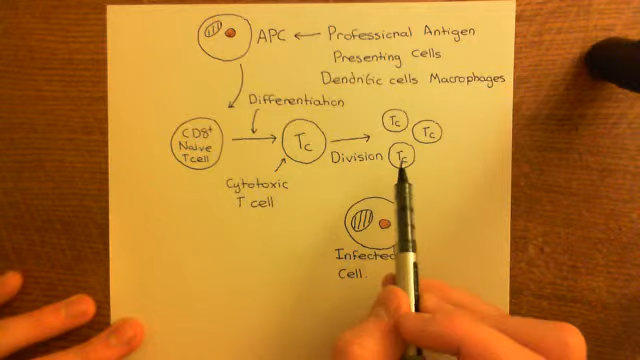 APC ← Professional Antigen
Presenting Cells
Dendritic cells Macrophages
Differentiation
CD8+
Naive
T cell
Tc
Tc
Tc
Tc
Division
Cytotoxic
T cell
Infected
Cell.